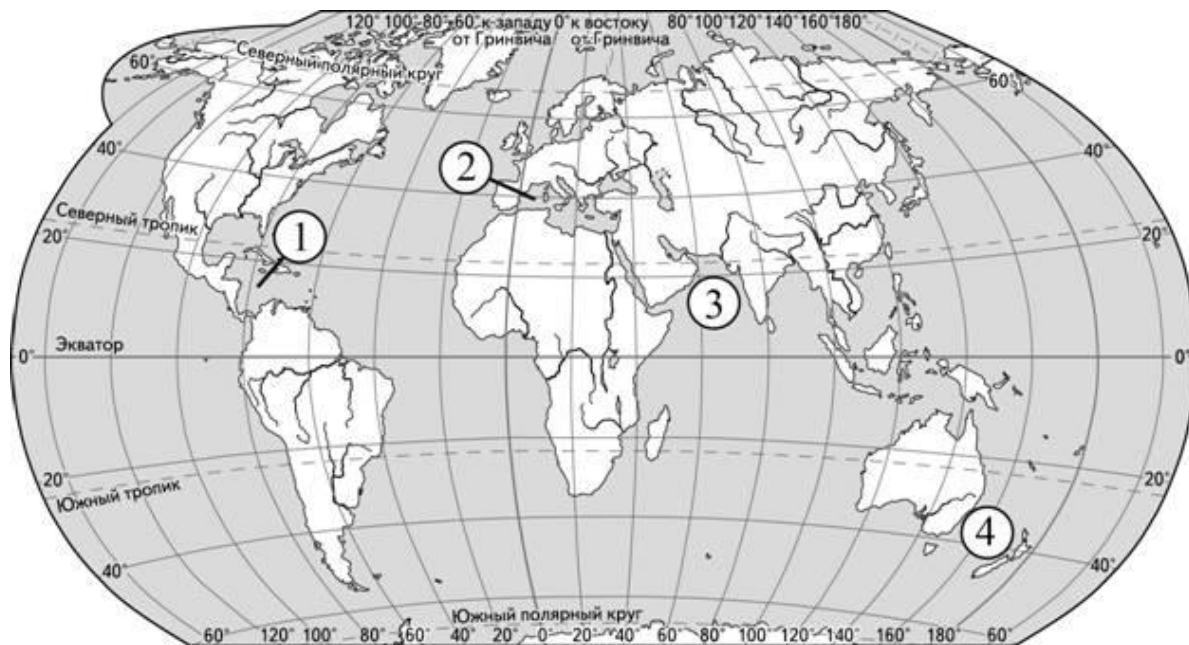 120° 100° 80° 60° к западу 0° к востоку 80° 100° 120° 140° 160° 180°
от Гринвича от Гринвича
60° Северный полярный круг 60°
40° 40°
2
Северный тропик
20° 1 20°
3
Экватор
0° 0°
20° 20°
Южный тропик
4
40° 40°
Южный полярный круг
60° 120° 100° 80° 60° 40° 20° 0° 20° 40° 60° 80° 100° 120° 140° 160° 180° 60°